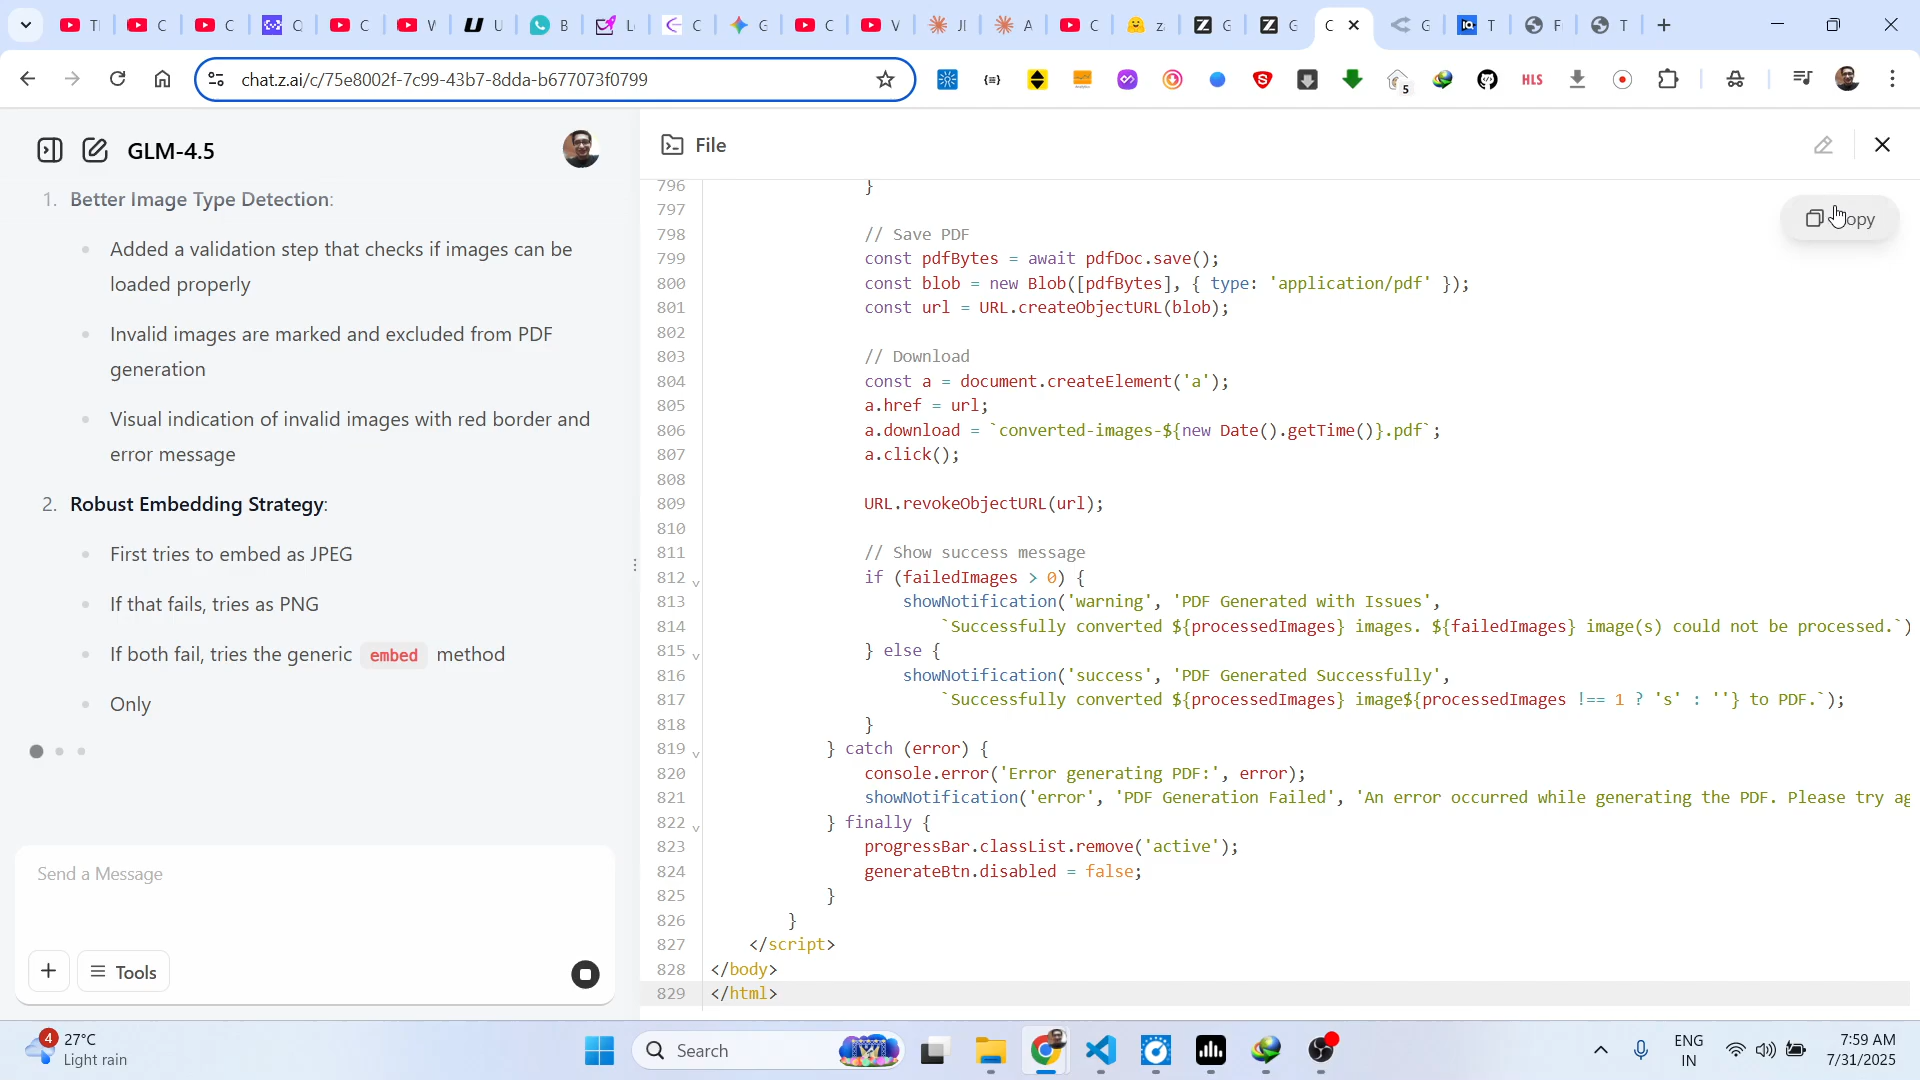 chat.z.ai/c/75e8002f-7c99-43b7-8dda-b677073f0799
HLS
5
GLM-4.5
File
1. Better Image Type Detection:
Added a validation step that checks if images can be
loaded properly
Invalid images are marked and excluded from PDF
generation
Visual indication of invalid images with red border and
error message
2. Robust Embedding Strategy:
First tries to embed as JPEG
If that fails, tries as PNG
If both fail, tries the generic embed method
Only
Send a Message
Tools
796 }
797
798 // Save PDF
799 const pdfBytes = await pdfDoc.save();
800 const blob = new Blob([pdfBytes], { type: 'application/pdf' });
801 const url = URL.createObjectURL(blob);
802
803 // Download
804 const a = document.createElement('a');
805 a.href = url;
806 a.download = `converted-images-${new Date().getTime()}.pdf`;
807 a.click();
808
809 URL.revokeObjectURL(url);
810
811 // Show success message
812 if (failedImages > 0) {
813 showNotification('warning', 'PDF Generated with Issues',
814 `Successfully converted ${processedImages} images. ${failedImages} image(s) could not be processed.`)
815 } else {
816 showNotification('success', 'PDF Generated Successfully',
817 `Successfully converted ${processedImages} image${processedImages !== 1 ? 's' : ''} to PDF.`);
818 }
819 } catch (error) {
820 console.error('Error generating PDF:', error);
821 showNotification('error', 'PDF Generation Failed', 'An error occurred while generating the PDF. Please try ag
822 } finally {
823 progressBar.classList.remove('active');
824 generateBtn.disabled = false;
825 }
826 }
827 </script>
828 </body>
829 </html>
4
27°C
Light rain
Search
ENG
IN
7:59 AM
7/31/2025